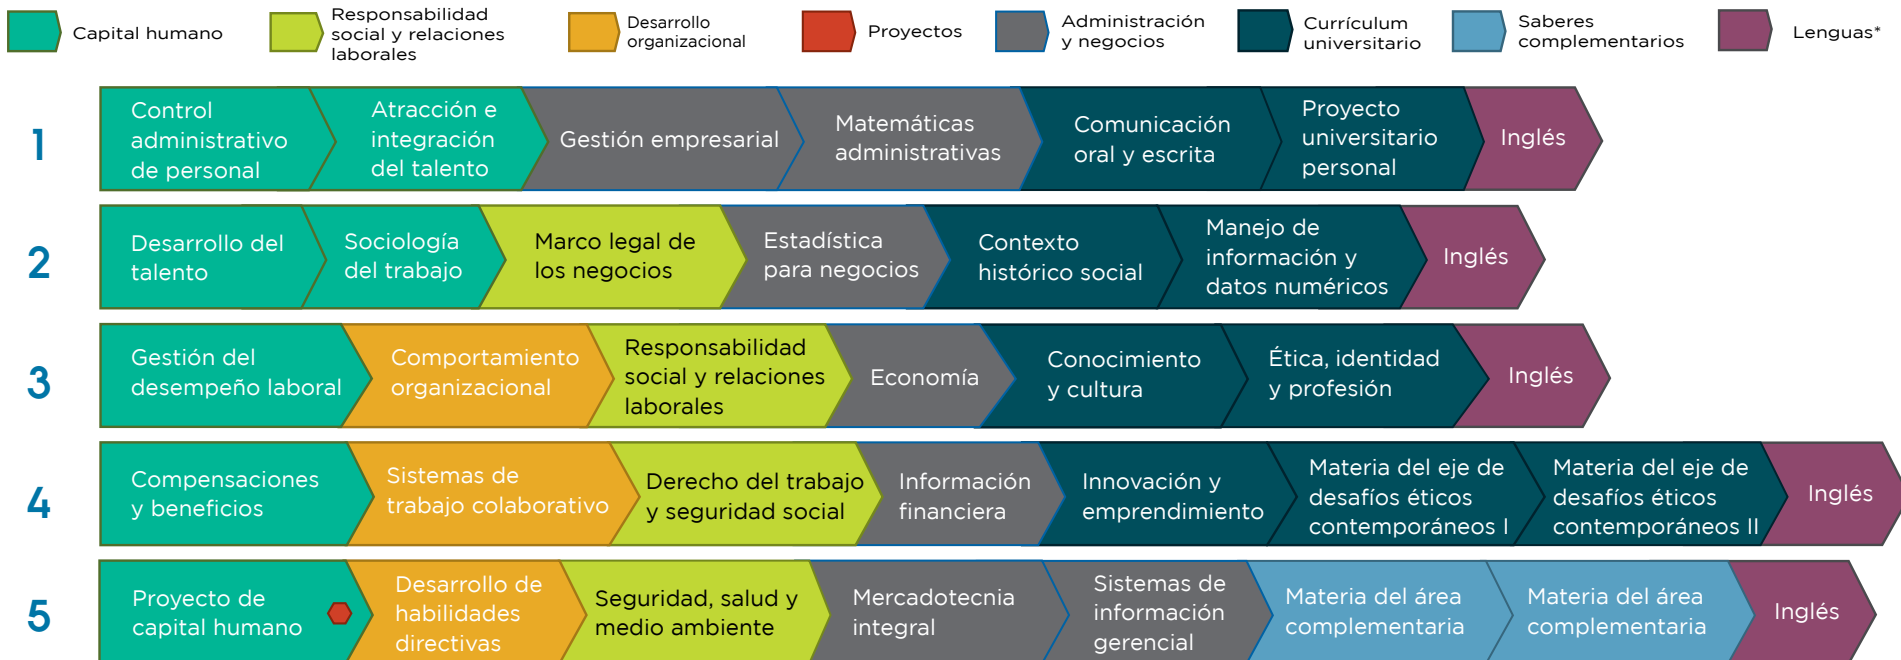 Capital humano
Responsabilidad
social y relaciones
laborales
Desarrollo
organizacional
Proyectos
Administración
y negocios
Currículum
universitario
Saberes
complementarios
Lenguas*
1
Control
administrativo
de personal
Atracción e
integración
del talento
Gestión empresarial
Matemáticas
administrativas
Comunicación
oral y escrita
Proyecto
universitario
personal
Inglés
2
Desarrollo del
talento
Sociología
del trabajo
Marco legal de
los negocios
Estadística
para negocios
Contexto
histórico social
Manejo de
información y
datos numéricos
Inglés
3
Gestión del
desempeño laboral
Comportamiento
organizacional
Responsabilidad
social y relaciones
laborales
Economía
Conocimiento
y cultura
Ética, identidad
y profesión
Inglés
4
Compensaciones
y beneficios
Sistemas de
trabajo colaborativo
Derecho del trabajo
y seguridad social
Información
financiera
Innovación y
emprendimiento
Materia del eje de
desafíos éticos
contemporáneos I
Materia del eje de
desafíos éticos
contemporáneos II
Inglés
5
Proyecto de
capital humano
Desarrollo de
habilidades
directivas
Seguridad, salud y
medio ambiente
Mercadotecnia
integral
Sistemas de
información
gerencial
Materia del área
complementaria
Materia del área
complementaria
Inglés